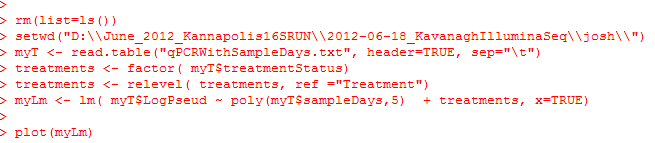 >
> rm(list=ls())
> setwd("D:\\June_2012_Kannapolis16SRUN\\2012-06-18_KavanaghIlluminaSeq\\josh\\")
> myT <- read.table("qPCRWithSampleDays.txt", header=TRUE, sep="\t")
> treatments <- factor( myT$treatmentStatus)
> treatments <- relevel( treatments, ref ="Treatment")
> myLm <- lm( myT$LogPseud ~ poly(myT$sampleDays,5)  + treatments, x=TRUE)
>
> plot(myLm)